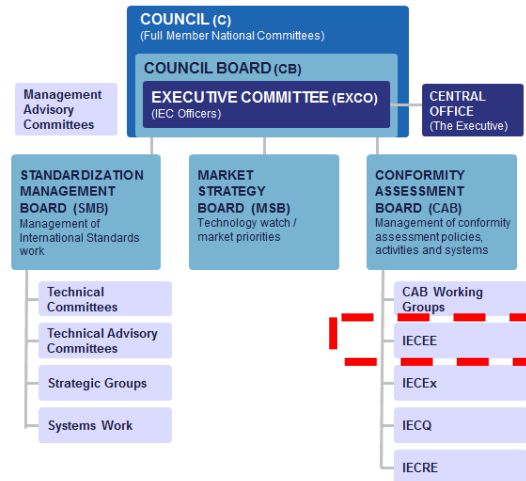 COUNCIL (C)
(Full Member National Committees)
COUNCIL BOARD (CB)
EXECUTIVE COMMITTEE (EXCO)
(IEC Officers)
Management
Advisory
Committees
CENTRAL
OFFICE
(The Executive)
STANDARDIZATION
MANAGEMENT
BOARD (SMB)
Management of
International Standards
work
MARKET
STRATEGY
BOARD (MSB)
Technology watch /
market priorities
CONFORMITY
ASSESSMENT
BOARD (CAB)
Management of conformity
assessment policies,
activities and systems
Technical
Committees
Technical Advisory
Committees
Strategic Groups
Systems Work
CAB Working
Groups
IECEE
IECEx
IECQ
IECRE